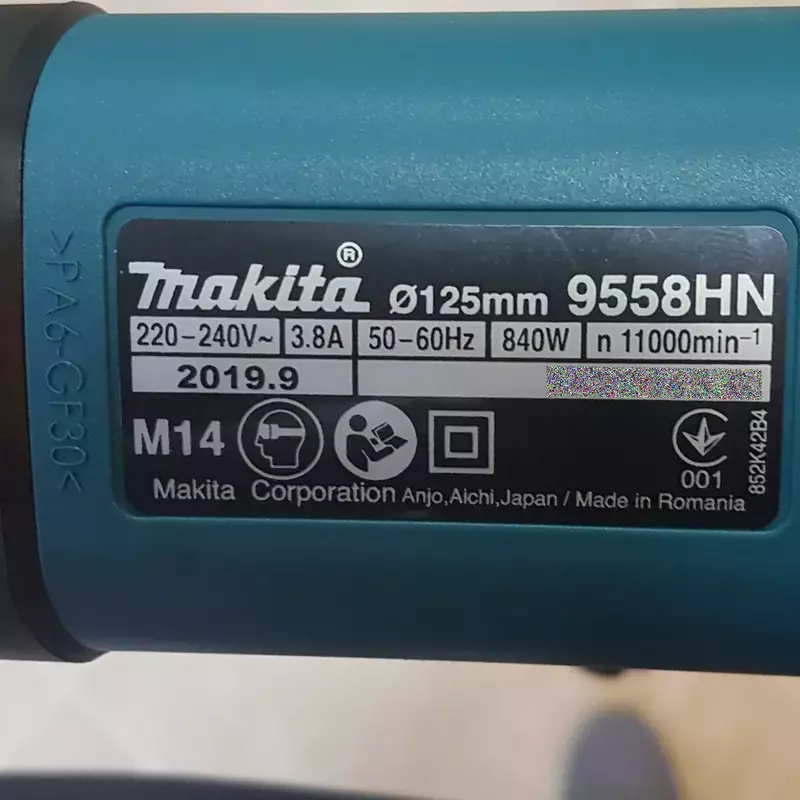 >PA6-GF30<
makita® Ø125mm 9558HN
220-240V~ 3.8A 50-60Hz 840W n 11000min⁻¹
2019.9
M14
001
852K42B4
Makita Corporation Anjo,Aichi,Japan / Made in Romania